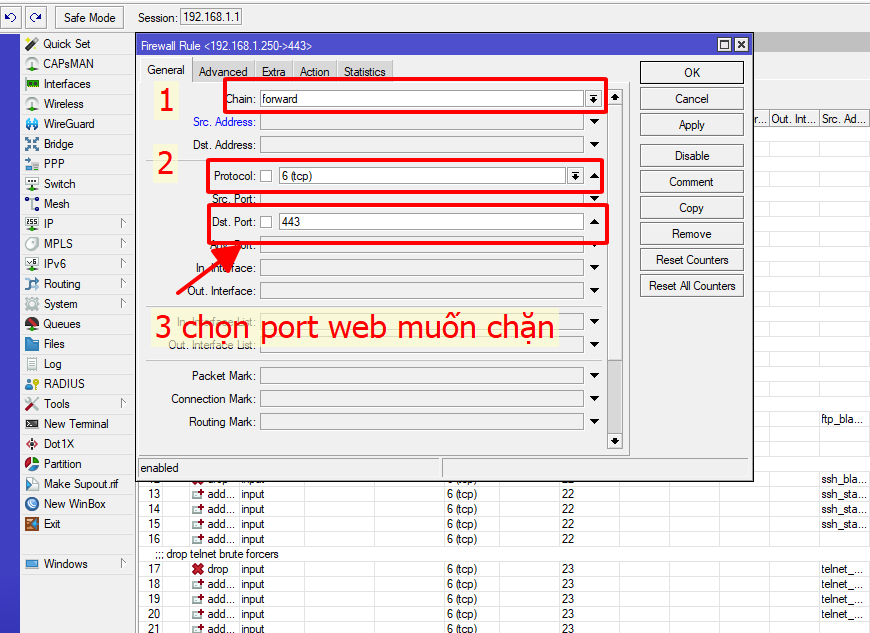 Safe Mode Session: 192.168.1.1
Quick Set
CAPsMAN
Interfaces
Wireless
WireGuard
Bridge
PPP
Switch
Mesh
IP
MPLS
IPv6
Routing
System
Queues
Files
Log
RADIUS
Tools
New Terminal
Dot1X
Partition
Make Supout.rif
New WinBox
Exit
Windows
Firewall Rule <192.168.1.250->443>
General Advanced Extra Action Statistics
1
Chain: forward
Src. Address:
Dst. Address:
2
Protocol: 6 (tcp)
Src. Port:
Dst. Port: 443
Any. Port:
In. Interface:
Out. Interface:
3 chọn port web muốn chặn
In. Interface List:
Out. Interface List:
Packet Mark:
Connection Mark:
Routing Mark:
enabled
OK
Cancel
Apply
Disable
Comment
Copy
Remove
Reset Counters
Reset All Counters
r... Out. Int... Src. Ad...
ftp_bla...
12 drop input 6 (tcp) 22 ssh_bla...
13 add... input 6 (tcp) 22 ssh_sta...
14 add... input 6 (tcp) 22 ssh_sta...
15 add... input 6 (tcp) 22 ssh_sta...
16 add... input 6 (tcp) 22
;;; drop telnet brute forcers
17 drop input 6 (tcp) 23 telnet_...
18 add... input 6 (tcp) 23 telnet_...
19 add... input 6 (tcp) 23 telnet_...
20 add... input 6 (tcp) 23 telnet_...
21 add... input 6 (tcp) 23